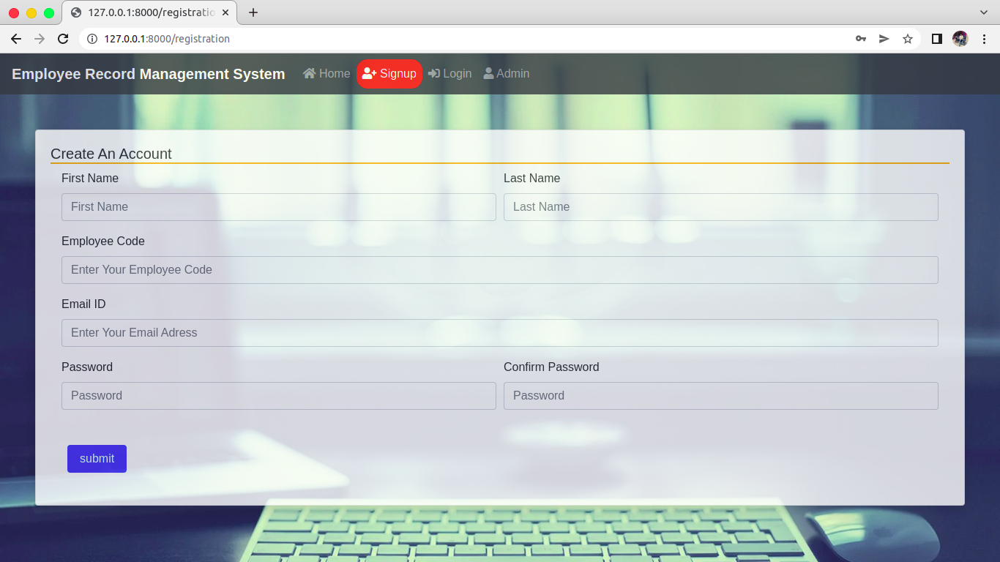 127.0.0.1:8000/registratio
127.0.0.1:8000/registration
Employee Record Management System Home Signup Login Admin
Create An Account
First Name Last Name
First Name Last Name
Employee Code
Enter Your Employee Code
Email ID
Enter Your Email Adress
Password Confirm Password
Password Password
submit